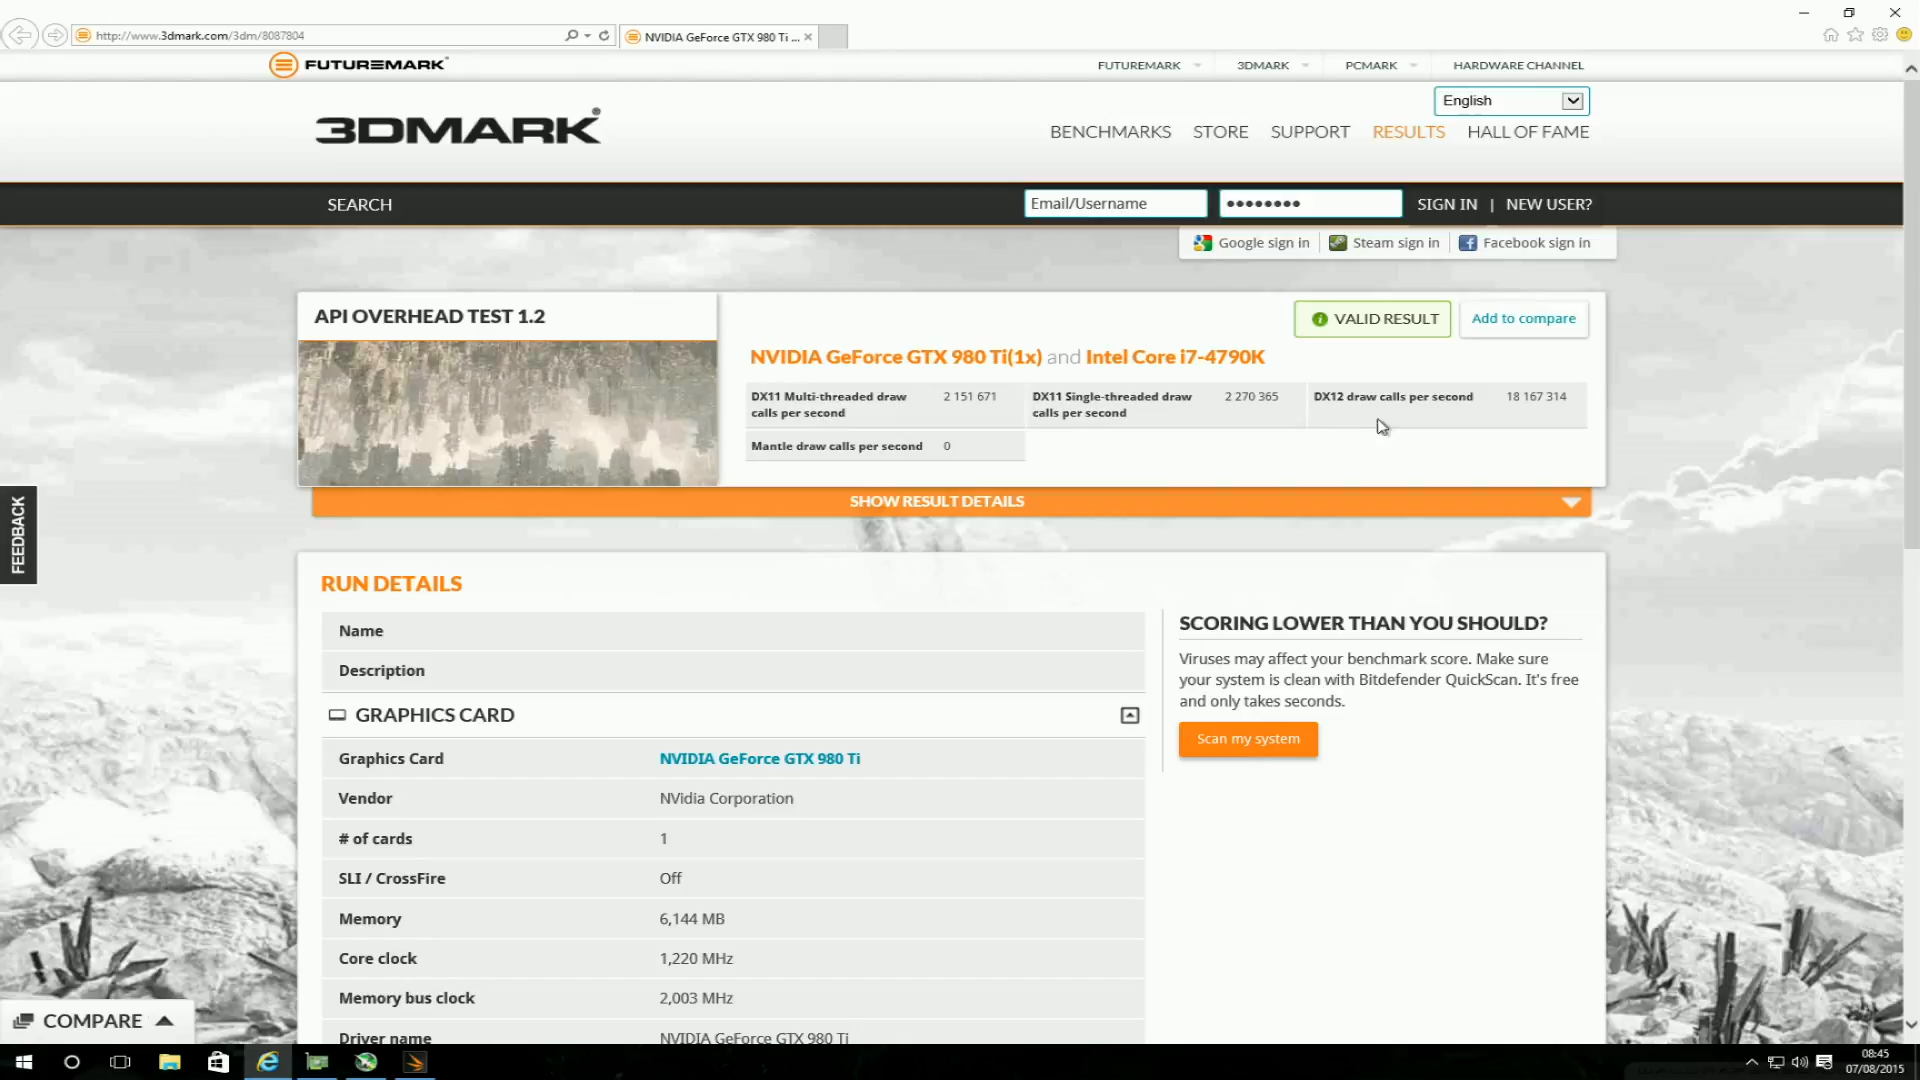 http://www.3dmark.com/3dm/8087804
NVIDIA GeForce GTX 980 Ti ...
FUTUREMARK
FUTUREMARK
3DMARK
PCMARK
HARDWARE CHANNEL
English
3DMARK
BENCHMARKS
STORE
SUPPORT
RESULTS
HALL OF FAME
SEARCH
Email/Username
SIGN IN | NEW USER?
Google sign in
Steam sign in
Facebook sign in
API OVERHEAD TEST 1.2
VALID RESULT
Add to compare
NVIDIA GeForce GTX 980 Ti(1x) and Intel Core i7-4790K
DX11 Multi-threaded draw calls per second 2 151 671
DX11 Single-threaded draw calls per second 2 270 365
DX12 draw calls per second 18 167 314
Mantle draw calls per second 0
SHOW RESULT DETAILS
FEEDBACK
RUN DETAILS
Name
Description
GRAPHICS CARD
Graphics Card NVIDIA GeForce GTX 980 Ti
Vendor NVidia Corporation
# of cards 1
SLI / CrossFire Off
Memory 6,144 MB
Core clock 1,220 MHz
Memory bus clock 2,003 MHz
Driver name NVIDIA GeForce GTX 980 Ti
SCORING LOWER THAN YOU SHOULD?
Viruses may affect your benchmark score. Make sure
your system is clean with Bitdefender QuickScan. It's free
and only takes seconds.
Scan my system
COMPARE
08:45
07/08/2015